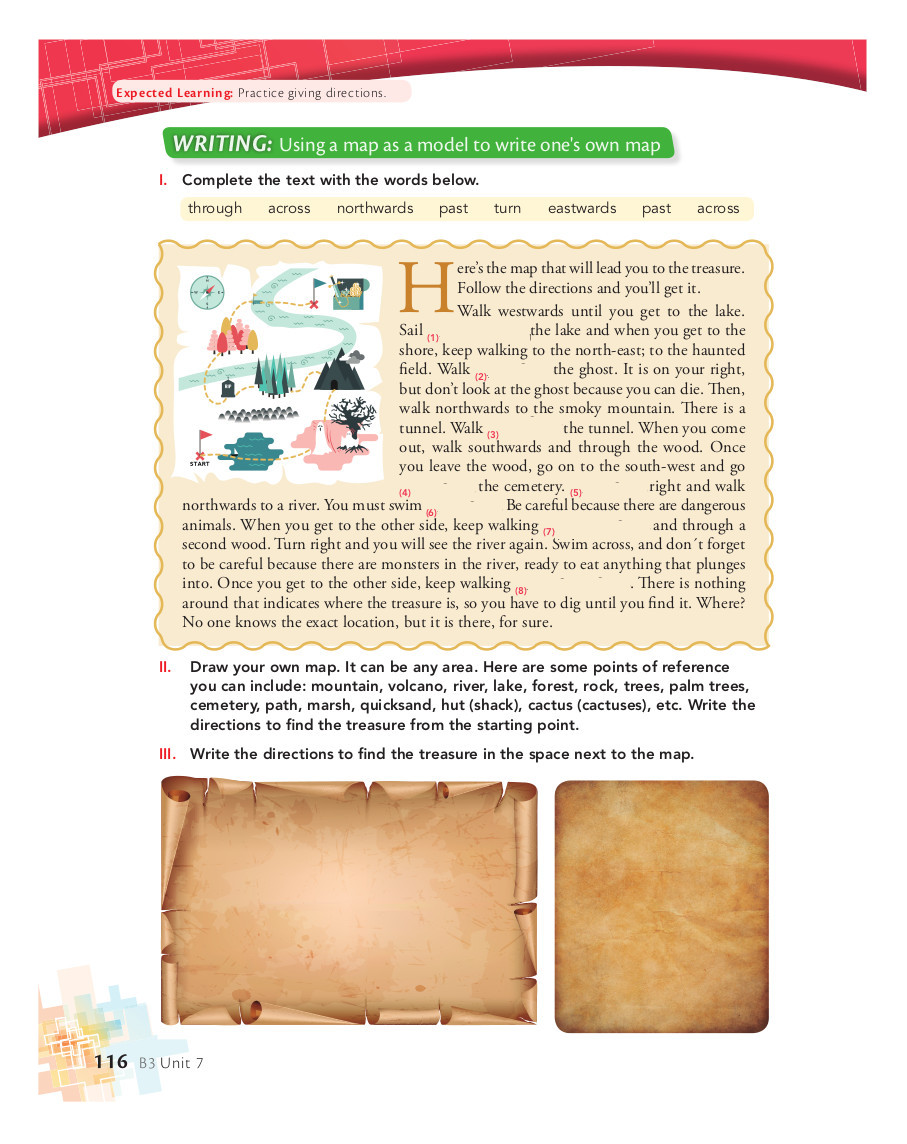 Expected Learning: Practice giving directions.
WRITING: Using a map as a model to write one's own map
I. Complete the text with the words below.
through across northwards past turn eastwards past across
START
RIP
Here's the map that will lead you to the treasure.
Follow the directions and you'll get it.
Walk westwards until you get to the lake.
Sail (1) the lake and when you get to the
shore, keep walking to the north-east; to the haunted
field. Walk (2) the ghost. It is on your right,
but don't look at the ghost because you can die. Then,
walk northwards to the smoky mountain. There is a
tunnel. Walk (3) the tunnel. When you come
out, walk southwards and through the wood. Once
you leave the wood, go on to the south-west and go
(4) the cemetery. (5) right and walk
northwards to a river. You must swim (6) Be careful because there are dangerous
animals. When you get to the other side, keep walking (7) and through a
second wood. Turn right and you will see the river again. Swim across, and don´t forget
to be careful because there are monsters in the river, ready to eat anything that plunges
into. Once you get to the other side, keep walking (8) . There is nothing
around that indicates where the treasure is, so you have to dig until you find it. Where?
No one knows the exact location, but it is there, for sure.
II. Draw your own map. It can be any area. Here are some points of reference
you can include: mountain, volcano, river, lake, forest, rock, trees, palm trees,
cemetery, path, marsh, quicksand, hut (shack), cactus (cactuses), etc. Write the
directions to find the treasure from the starting point.
III. Write the directions to find the treasure in the space next to the map.
116 B3 Unit 7